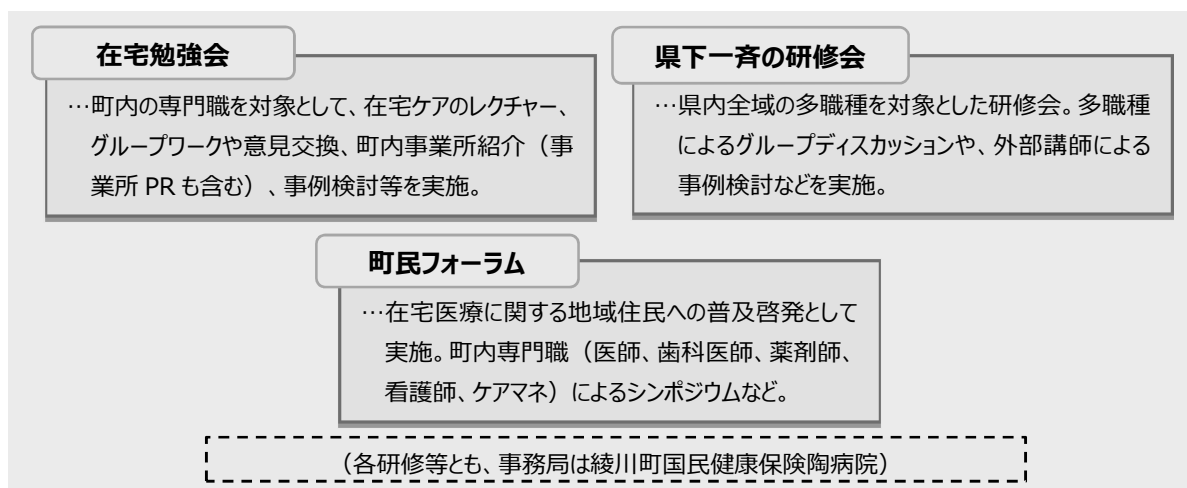 在宅勉強会
…町内の専門職を対象として、在宅ケアのレクチャー、
グループワークや意見交換、町内事業所紹介（事
業所 PR も含む）、事例検討等を実施。
県下一斉の研修会
…県内全域の多職種を対象とした研修会。多職種
によるグループディスカッションや、外部講師による
事例検討などを実施。
町民フォーラム
…在宅医療に関する地域住民への普及啓発として
実施。町内専門職（医師、歯科医師、薬剤師、
看護師、ケアマネ）によるシンポジウムなど。
（各研修等とも、事務局は綾川町国民健康保険陶病院）